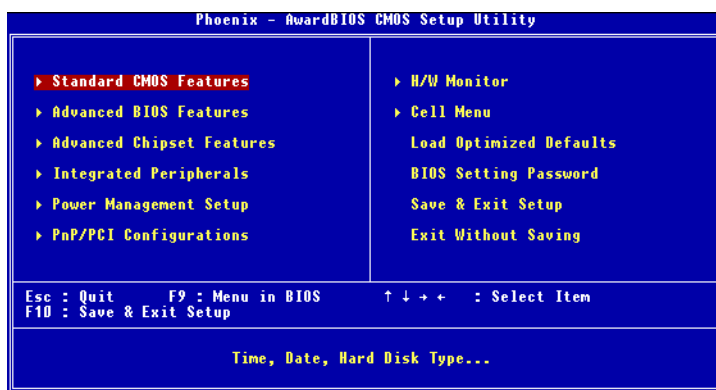 Phoenix - AwardBIOS CMOS Setup Utility
▸ Standard CMOS Features
▸ Advanced BIOS Features
▸ Advanced Chipset Features
▸ Integrated Peripherals
▸ Power Management Setup
▸ PnP/PCI Configurations
▸ H/W Monitor
▸ Cell Menu
Load Optimized Defaults
BIOS Setting Password
Save & Exit Setup
Exit Without Saving
Esc : Quit F9 : Menu in BIOS ↑ ↓ → ← : Select Item
F10 : Save & Exit Setup
Time, Date, Hard Disk Type...